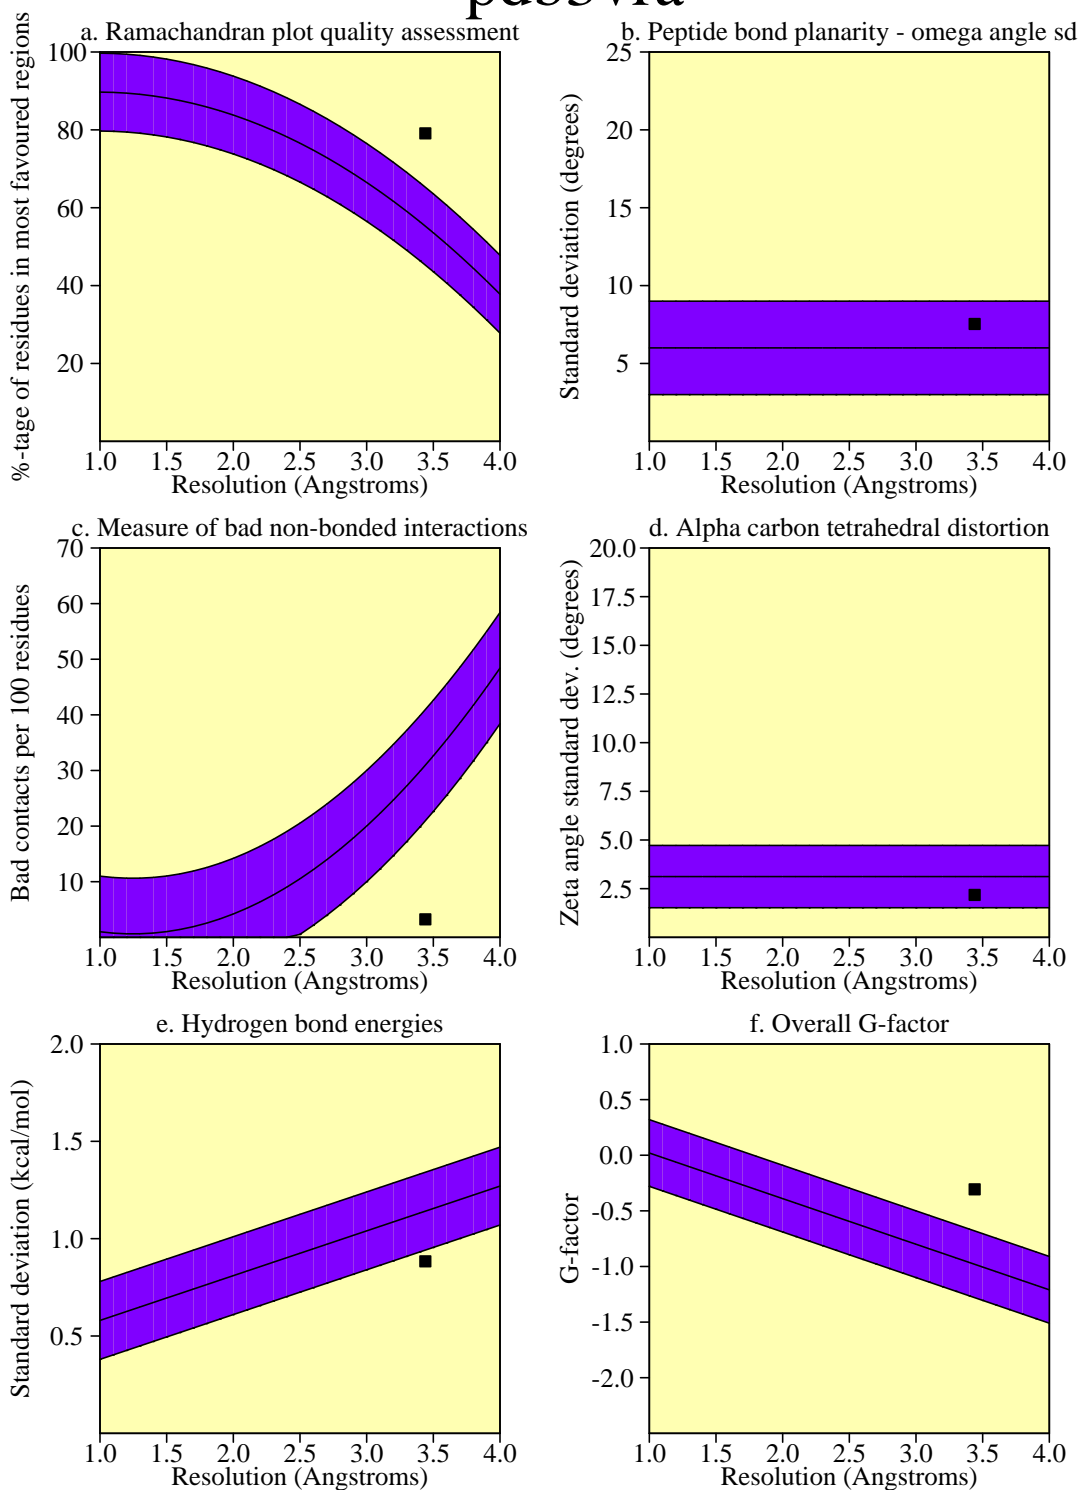 a. Ramachandran plot quality assessment
%-tage of residues in most favoured regions
100
80
60
40
20
1.0 1.5 2.0 2.5 3.0 3.5 4.0
Resolution (Angstroms)
b. Peptide bond planarity - omega angle sd
Standard deviation (degrees)
25
20
15
10
5
1.0 1.5 2.0 2.5 3.0 3.5 4.0
Resolution (Angstroms)
c. Measure of bad non-bonded interactions
Bad contacts per 100 residues
70
60
50
40
30
20
10
1.0 1.5 2.0 2.5 3.0 3.5 4.0
Resolution (Angstroms)
d. Alpha carbon tetrahedral distortion
Zeta angle standard dev. (degrees)
20.0
17.5
15.0
12.5
10.0
7.5
5.0
2.5
1.0 1.5 2.0 2.5 3.0 3.5 4.0
Resolution (Angstroms)
e. Hydrogen bond energies
Standard deviation (kcal/mol)
2.0
1.5
1.0
0.5
1.0 1.5 2.0 2.5 3.0 3.5 4.0
Resolution (Angstroms)
f. Overall G-factor
G-factor
1.0
0.5
0.0
-0.5
-1.0
-1.5
-2.0
1.0 1.5 2.0 2.5 3.0 3.5 4.0
Resolution (Angstroms)